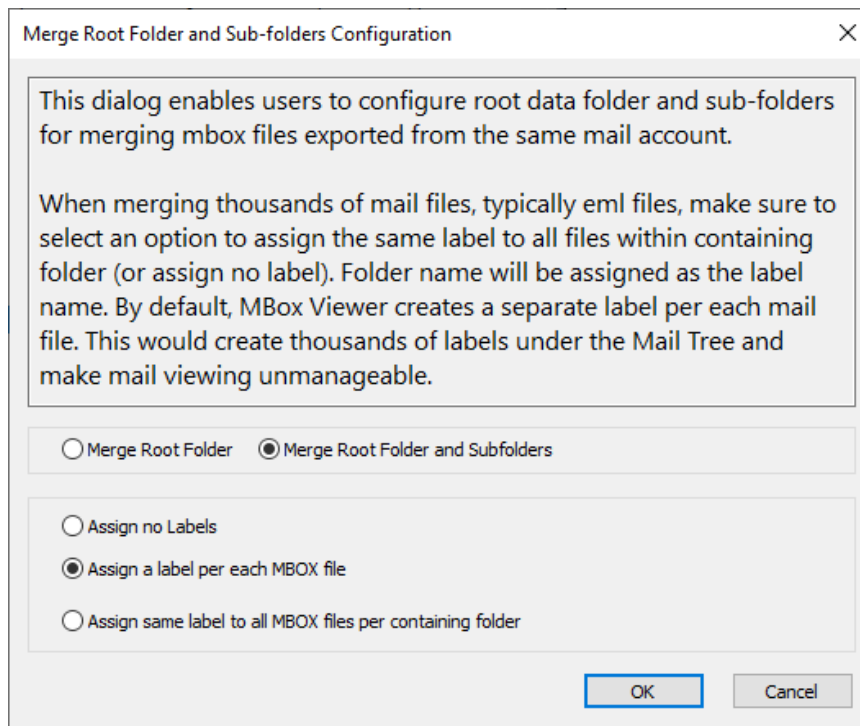 Merge Root Folder and Sub-folders Configuration
This dialog enables users to configure root data folder and sub-folders
for merging mbox files exported from the same mail account.
When merging thousands of mail files, typically eml files, make sure to
select an option to assign the same label to all files within containing
folder (or assign no label). Folder name will be assigned as the label
name. By default, MBox Viewer creates a separate label per each mail
file. This would create thousands of labels under the Mail Tree and
make mail viewing unmanageable.
Merge Root Folder Merge Root Folder and Subfolders
Assign no Labels
Assign a label per each MBOX file
Assign same label to all MBOX files per containing folder
OK Cancel